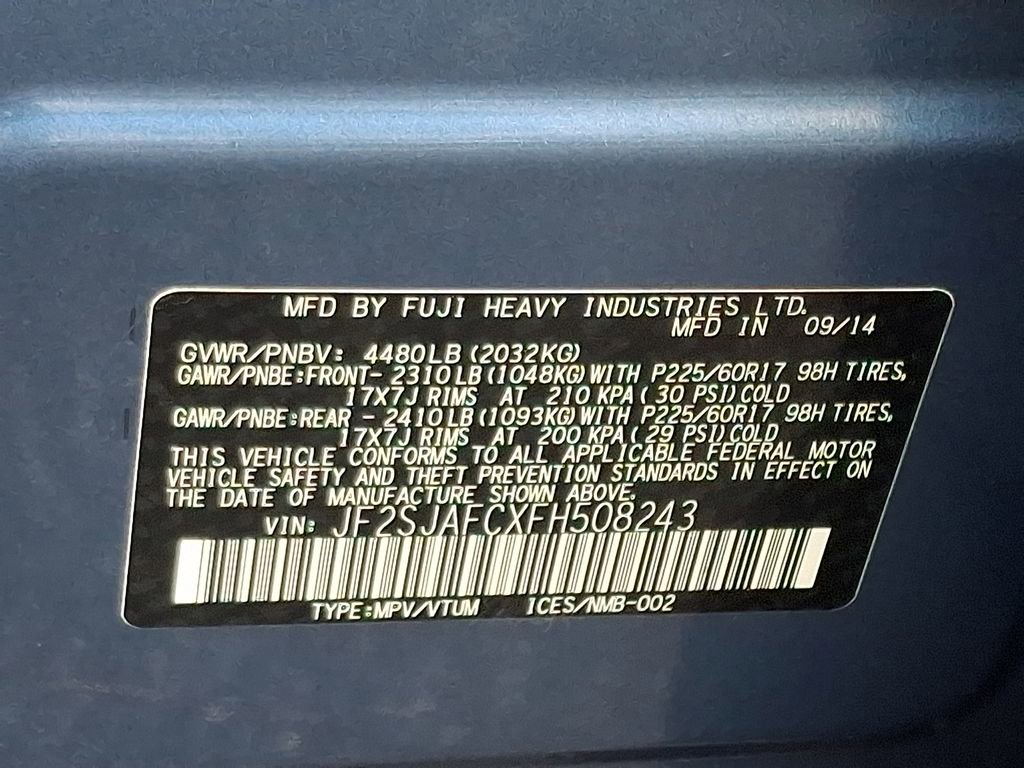 MFD BY FUJI HEAVY INDUSTRIES LTD.
MFD IN 09/14
GVWR/PNBV: 4480LB(2032KG)
GAWR/PNBE:FRONT- 2310LB(1048KG)WITH P225/60R17 98H TIRES,
17X7J RIMS AT 210 KPA( 30 PSI)COLD
GAWR/PNBE:REAR - 2410LB(1093KG)WITH P225/60R17 98H TIRES,
17X7J RIMS AT 200 KPA( 29 PSI)COLD
THIS VEHICLE CONFORMS TO ALL APPLICABLE FEDERAL MOTOR
VEHICLE SAFETY AND THEFT PREVENTION STANDARDS IN EFFECT ON
THE DATE OF MANUFACTURE SHOWN ABOVE.
VIN: JF2SJAFCXFH508243
TYPE:MPV/VTUM ICES/NMB-002